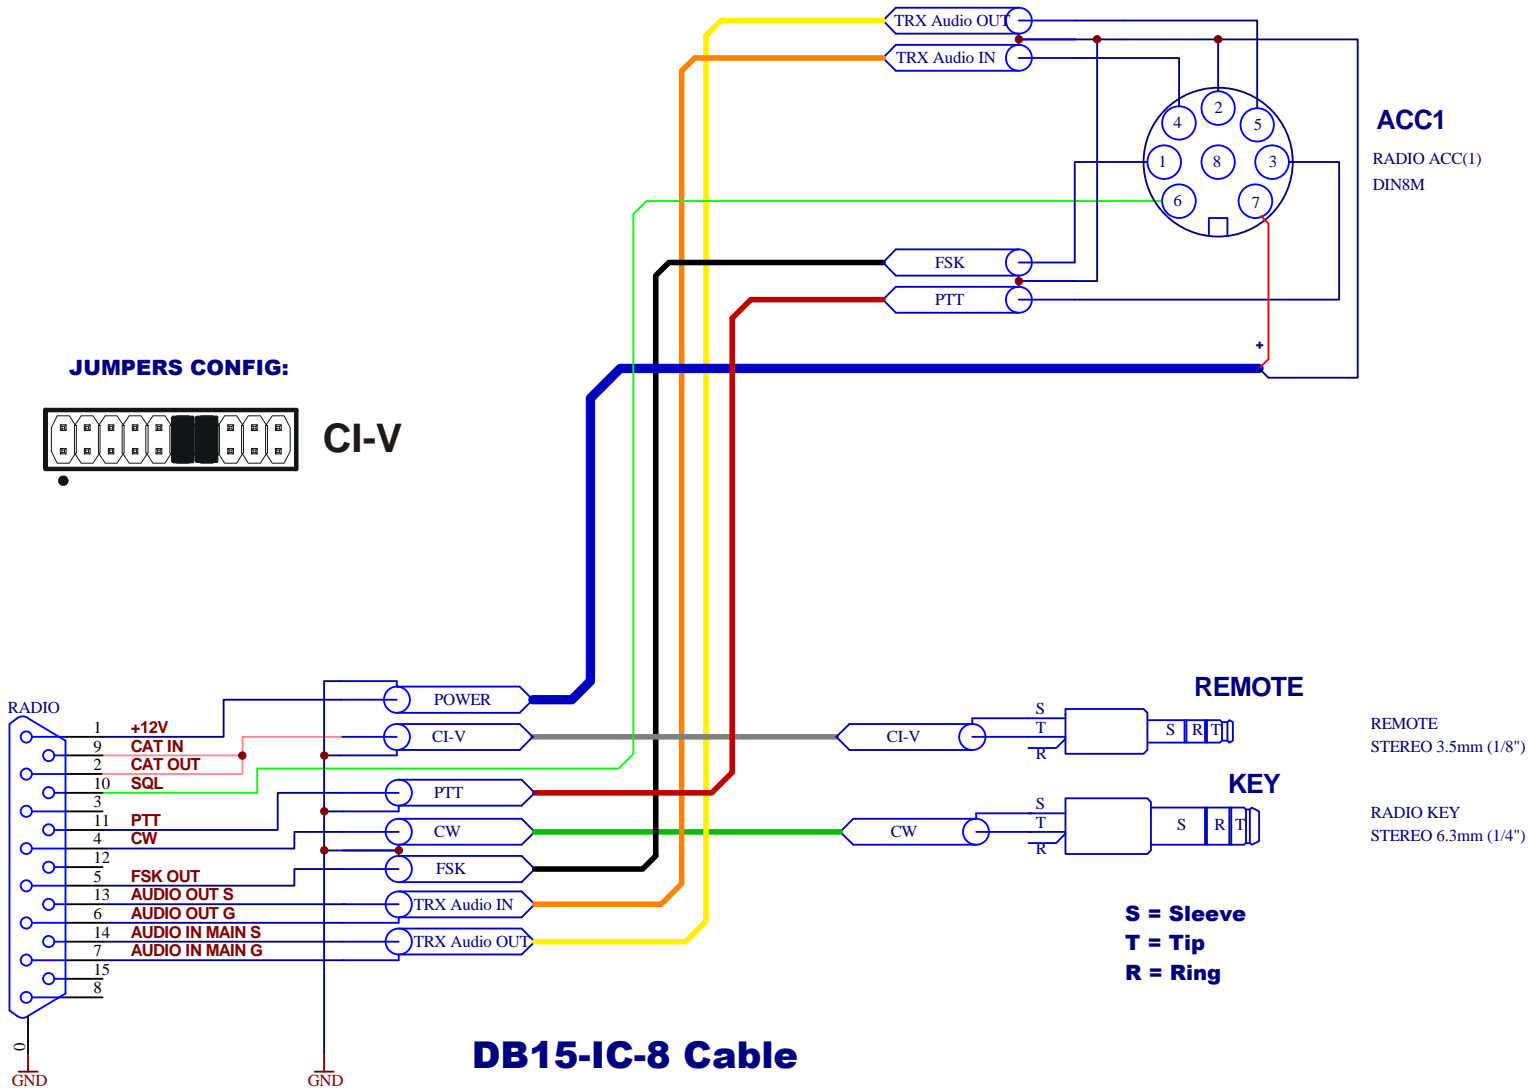 TRX Audio OUT
TRX Audio IN
4
2
5
1
8
3
6
7
ACC1
RADIO ACC(1)
DIN8M
FSK
PTT
+
JUMPERS CONFIG:
CI-V
RADIO
1 +12V
9 CAT IN
2 CAT OUT
10 SQL
3
11 PTT
4 CW
12
5 FSK OUT
13 AUDIO OUT S
6 AUDIO OUT G
14 AUDIO IN MAIN S
7 AUDIO IN MAIN G
15
8
0
GND
GND
POWER
CI-V
PTT
CW
FSK
TRX Audio IN
TRX Audio OUT
CI-V
S
T
R
REMOTE
S R T
REMOTE
STEREO 3.5mm (1/8")
CW
S
T
R
KEY
S R T
RADIO KEY
STEREO 6.3mm (1/4")
S = Sleeve
T = Tip
R = Ring
DB15-IC-8 Cable